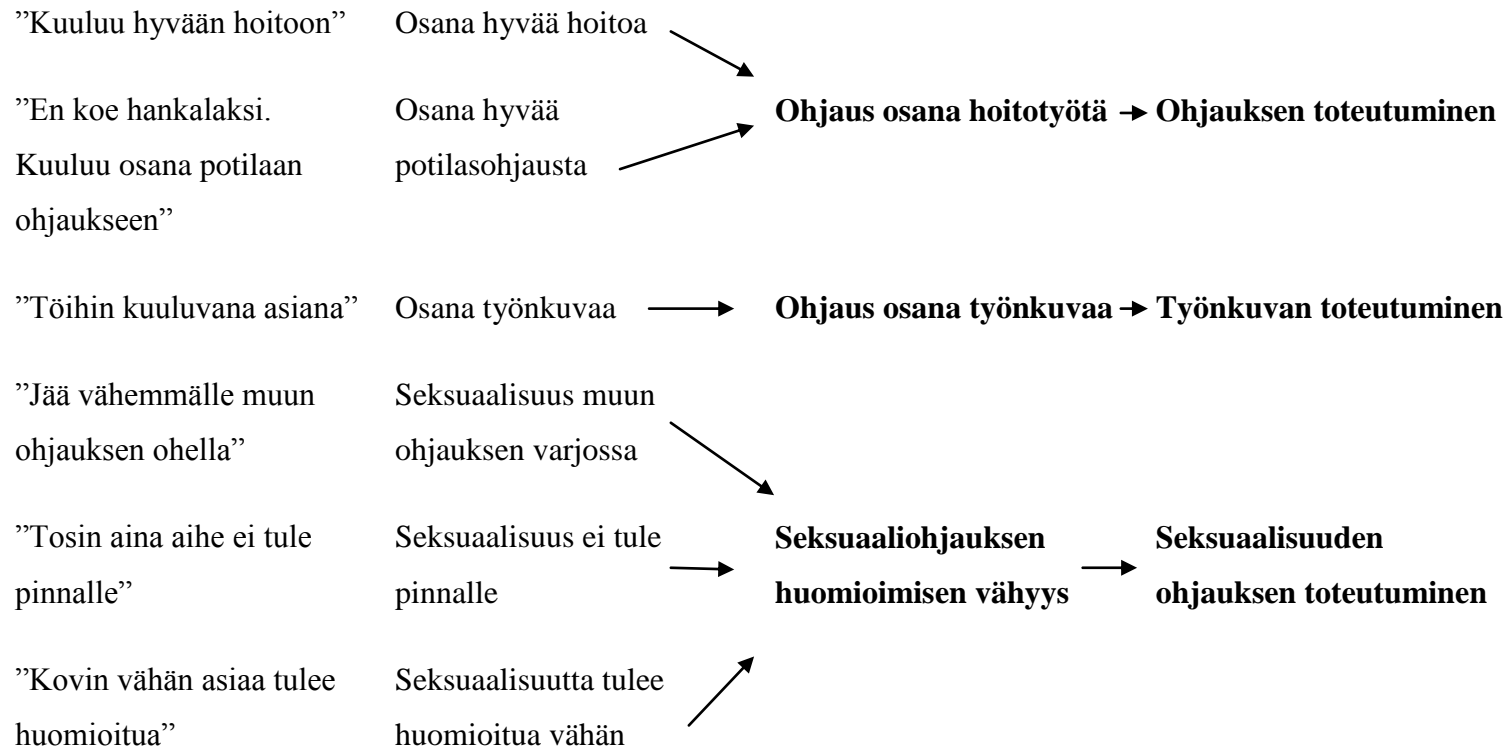 ”Kuuluu hyvään hoitoon” Osana hyvää hoitoa
”En koe hankalaksi. Osana hyvää Ohjaus osana hoitotyötä Ohjauksen toteutuminen
Kuuluu osana potilaan potilasohjausta
ohjaukseen”
”Töihin kuuluvana asiana” Osana työnkuvaa Ohjaus osana työnkuvaa Työnkuvan toteutuminen
”Jää vähemmälle muun Seksuaalisuus muun
ohjauksen ohella” ohjauksen varjossa
”Tosin aina aihe ei tule Seksuaalisuus ei tule Seksuaaliohjauksen Seksuaalisuuden
pinnalle” pinnalle huomioimisen vähyys ohjauksen toteutuminen
”Kovin vähän asiaa tulee Seksuaalisuutta tulee
huomioitua” huomioitua vähän